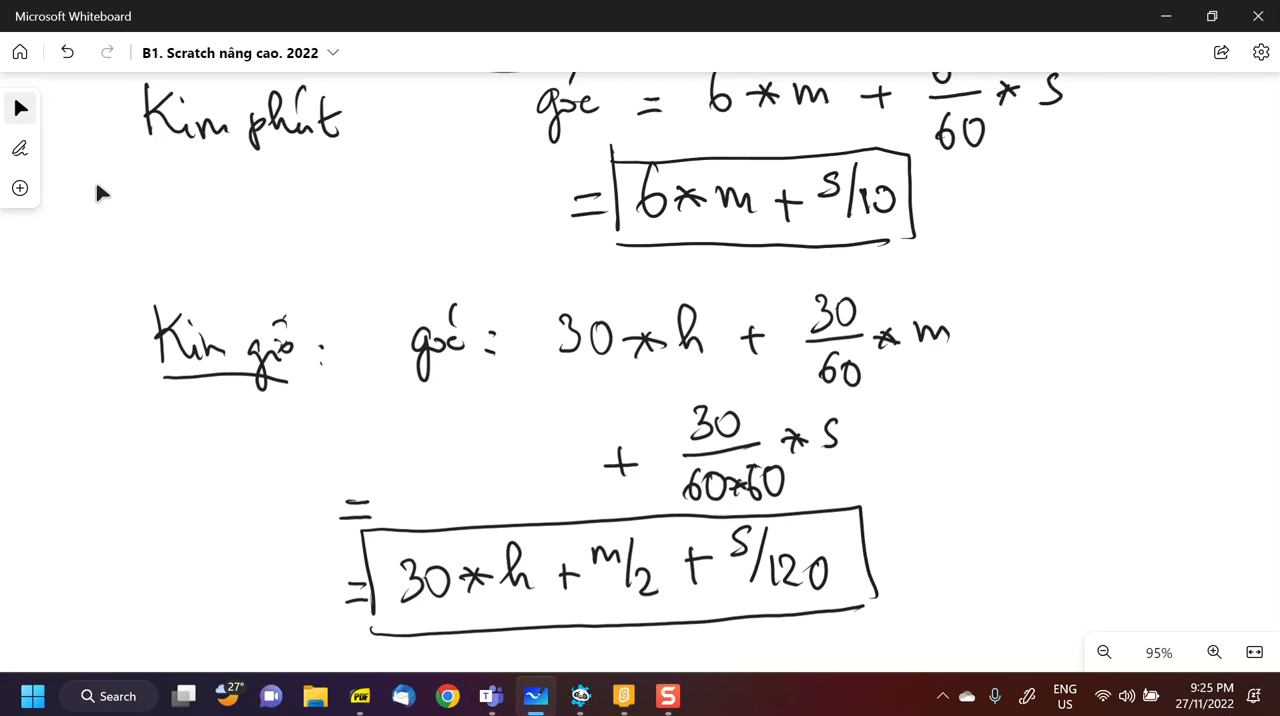 Microsoft Whiteboard
B1. Scratch nâng cao. 2022
Kim phút góc = 6 * m + 6/60 * s
= 6 * m + s/10
Kim giờ: góc: 30 * h + 30/60 * m
+ 30/60*60 * s
=
= 30 * h + m/2 + s/120
95%
27°
Search
PDF
ENG
US
9:25 PM
27/11/2022